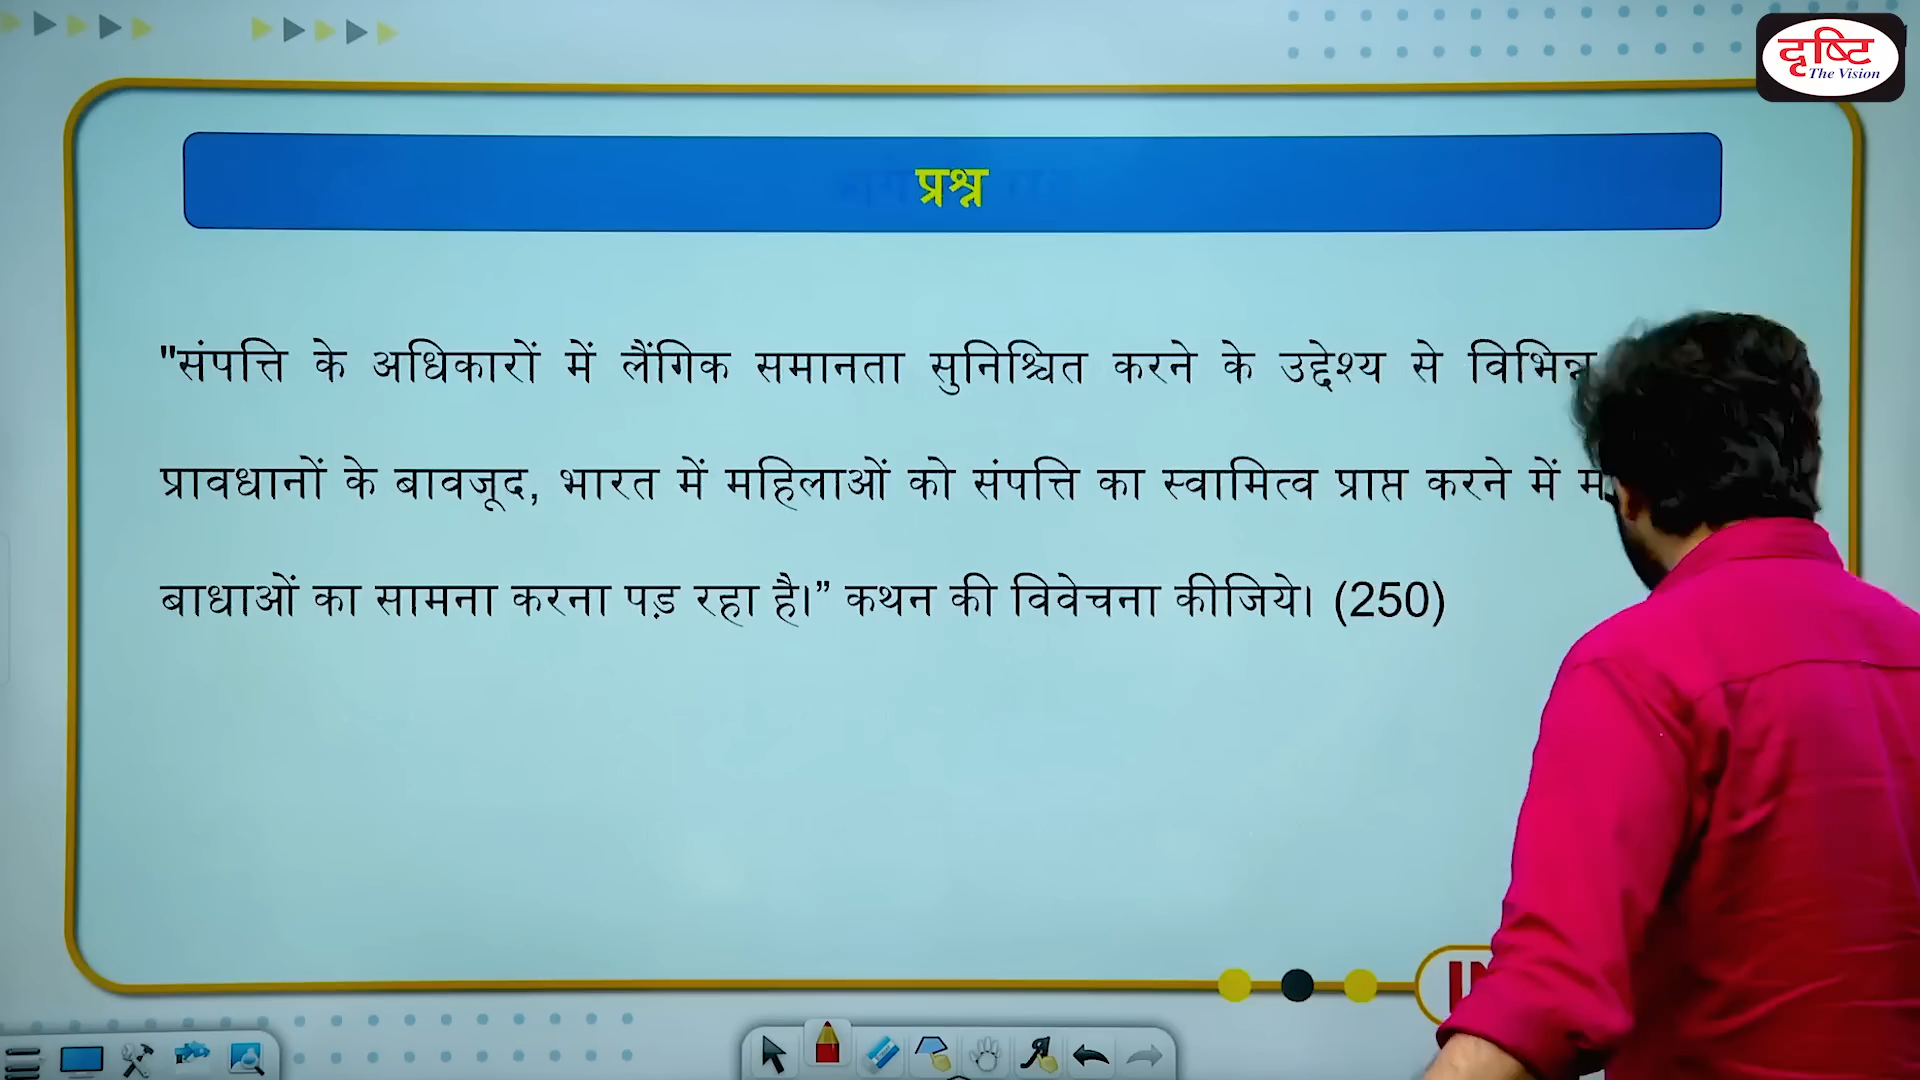 दृष्टि
The Vision
प्रश्न
"संपत्ति के अधिकारों में लैंगिक समानता सुनिश्चित करने के उद्देश्य से विभिन्न
प्रावधानों के बावजूद, भारत में महिलाओं को संपत्ति का स्वामित्व प्राप्त करने में
बाधाओं का सामना करना पड़ रहा है।” कथन की विवेचना कीजिये। (250)